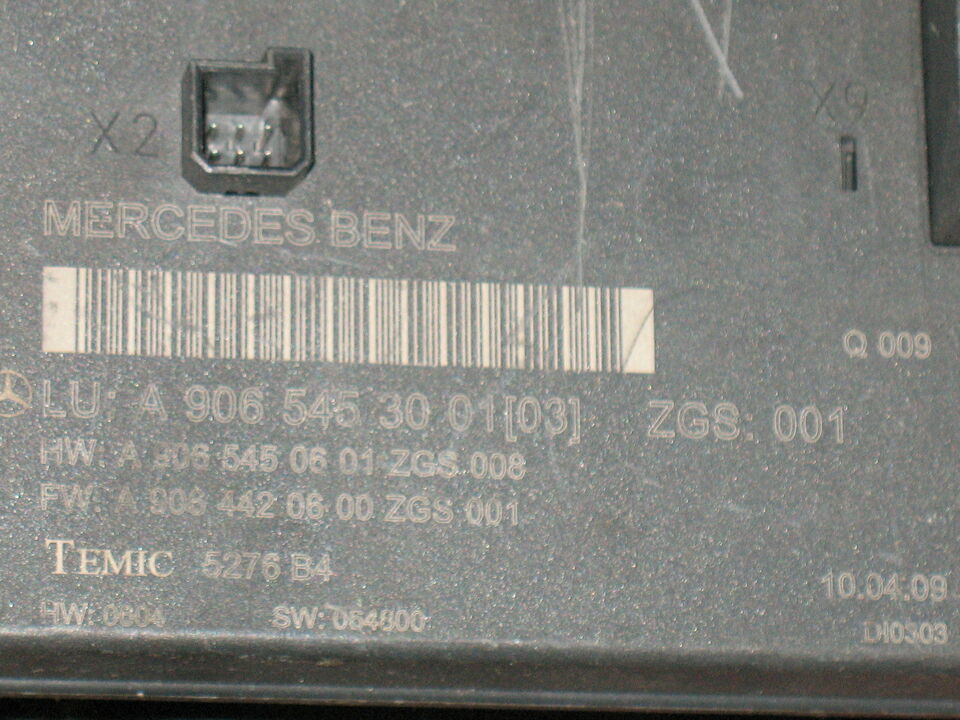 X2
X9
MERCEDES BENZ
Q 009
LU: A 906 545 30 01[03] ZGS: 001
HW: A 906 545 06 01 ZGS 008
FW: A 906 442 06 00 ZGS 001
TEMIC 5276 B4
10.04.09
HW: 0604 SW: 054800
DI0303